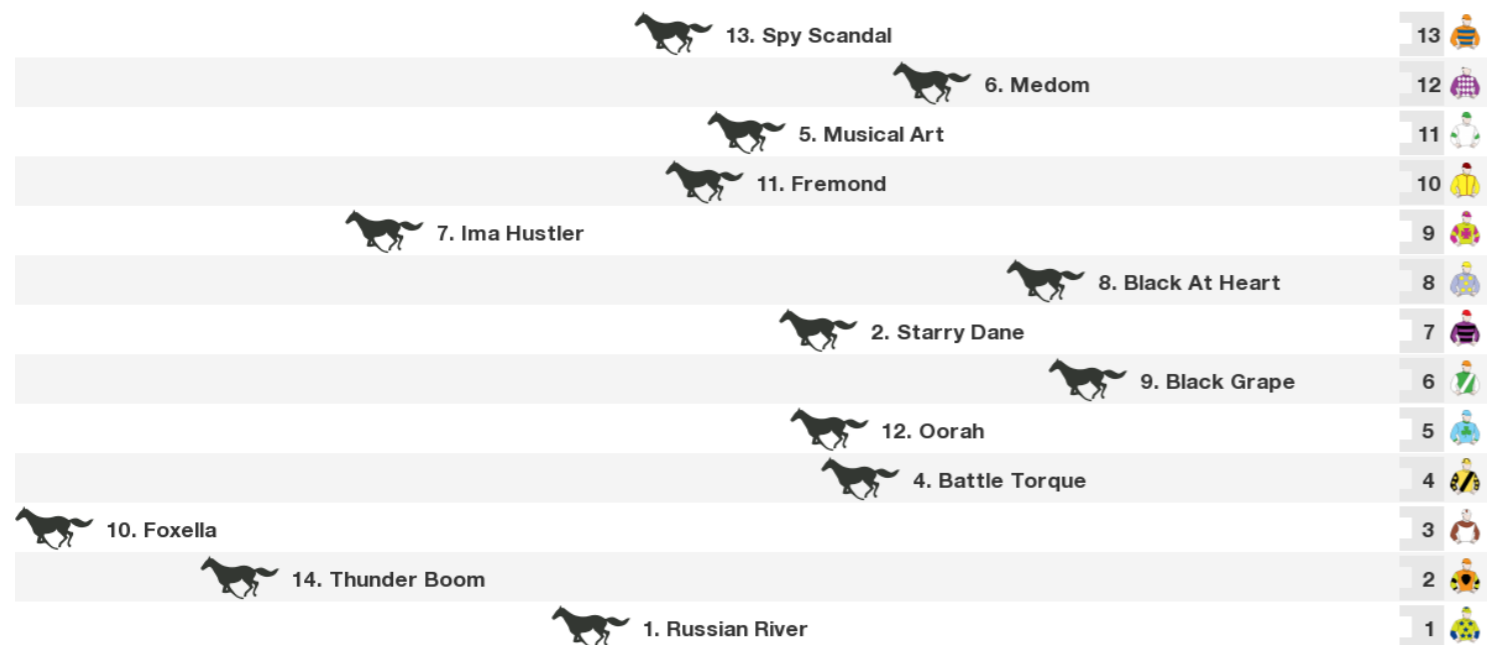 13. Spy Scandal 13
6. Medom 12
5. Musical Art 11
11. Fremond 10
7. Ima Hustler 9
8. Black At Heart 8
2. Starry Dane 7
9. Black Grape 6
12. Oorah 5
4. Battle Torque 4
10. Foxella 3
14. Thunder Boom 2
1. Russian River 1